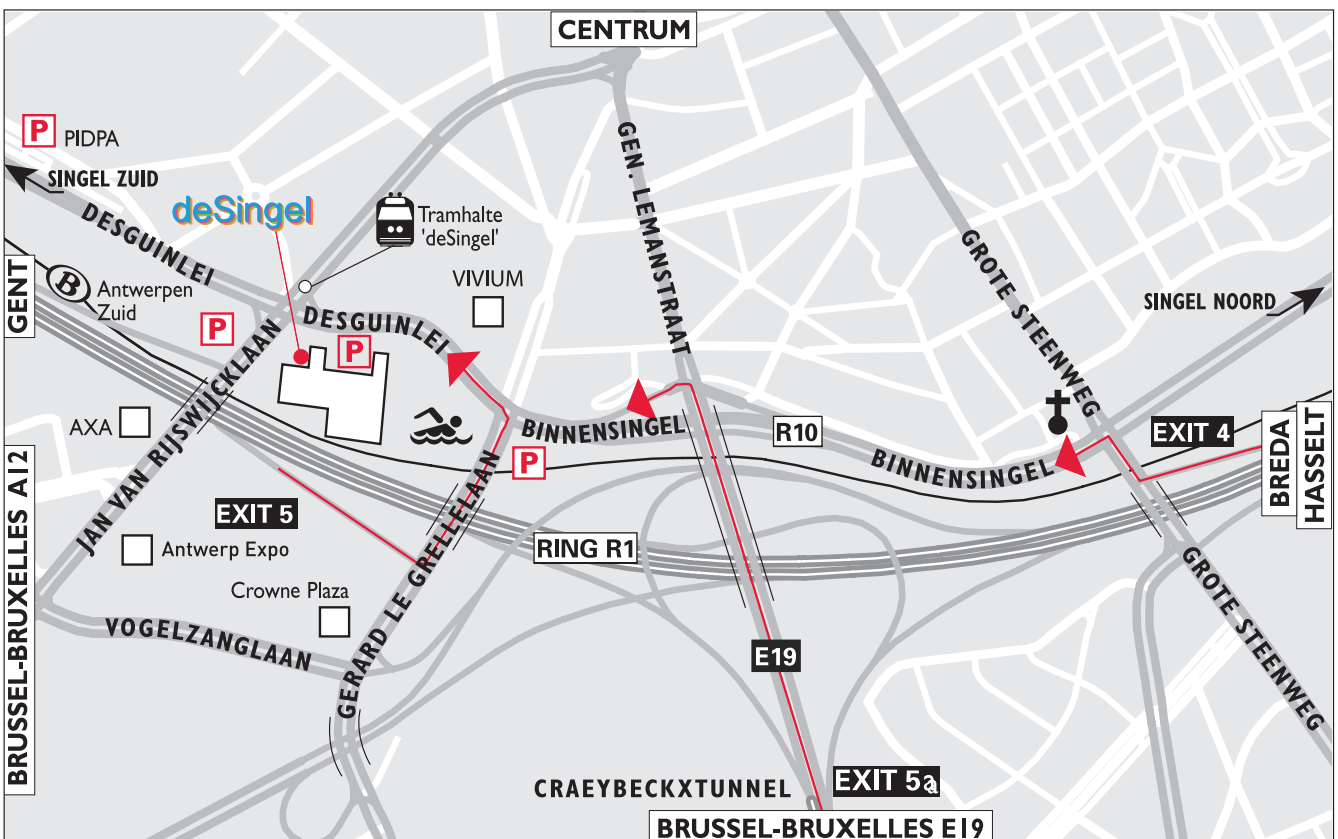 CENTRUM
P PIDPA
SINGEL ZUID
DESGUINLEI
deSingel
Tramhalte
'deSingel'
GEN. LEMANSTRAAT
GROTE STEENWEG
SINGEL NOORD
GENT
B
Antwerpen
Zuid
P
DESGUINLEI
P
VIVIUM
AXA
JAN VAN RIJSWIJCKLAAN
BINNENSINGEL
R10
BINNENSINGEL
EXIT 4
BREDA
HASSELT
P
BRUSSEL-BRUXELLES A12
EXIT 5
Antwerp Expo
RING R1
Crowne Plaza
GERARD LE GRELLELAAN
VOGELZANGLAAN
E19
GROTE STEENWEG
CRAEYBECKXTUNNEL
EXIT 5a
BRUSSEL-BRUXELLES E19